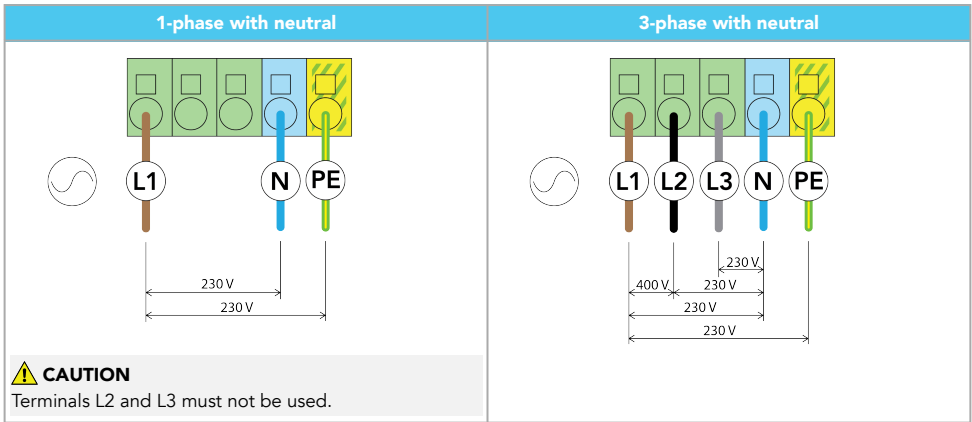 1-phase with neutral
L1 N PE
230 V
230 V
CAUTION
Terminals L2 and L3 must not be used.
3-phase with neutral
L1 L2 L3 N PE
230 V
400 V 230 V
230 V
230 V